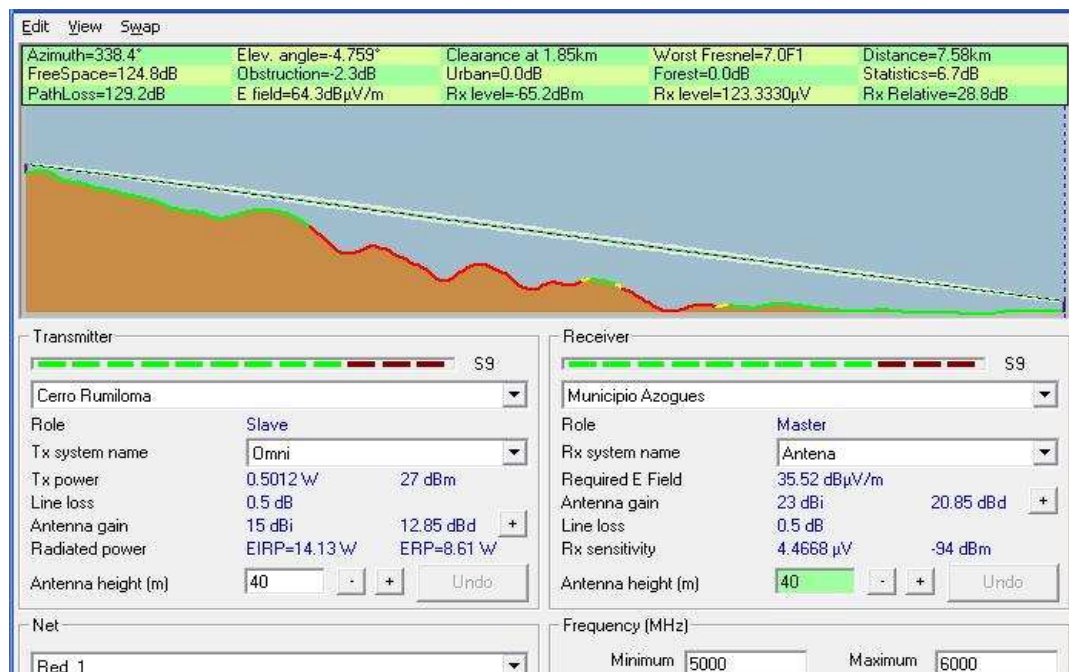 Edit View Swap
Azimuth=338.4° Elev. angle=-4.759° Clearance at 1.85km Worst Fresnel=7.0F1 Distance=7.58km
FreeSpace=124.8dB Obstruction=-2.3dB Urban=0.0dB Forest=0.0dB Statistics=6.7dB
PathLoss=129.2dB E field=64.3dBµV/m Rx level=-65.2dBm Rx level=123.3330µV Rx Relative=28.8dB
Transmitter
S9
Cerro Rumiloma
Role Slave
Tx system name Omni
Tx power 0.5012 W 27 dBm
Line loss 0.5 dB
Antenna gain 15 dBi 12.85 dBd +
Radiated power EIRP=14.13 W ERP=8.61 W
Antenna height (m) 40 - + Undo
Net
Red 1
Receiver
S9
Municipio Azogues
Role Master
Rx system name Antena
Required E Field 35.52 dBµV/m
Antenna gain 23 dBi 20.85 dBd +
Line loss 0.5 dB
Rx sensitivity 4.4668 µV -94 dBm
Antenna height (m) 40 - + Undo
Frequency (MHz)
Minimum 5000 Maximum 6000